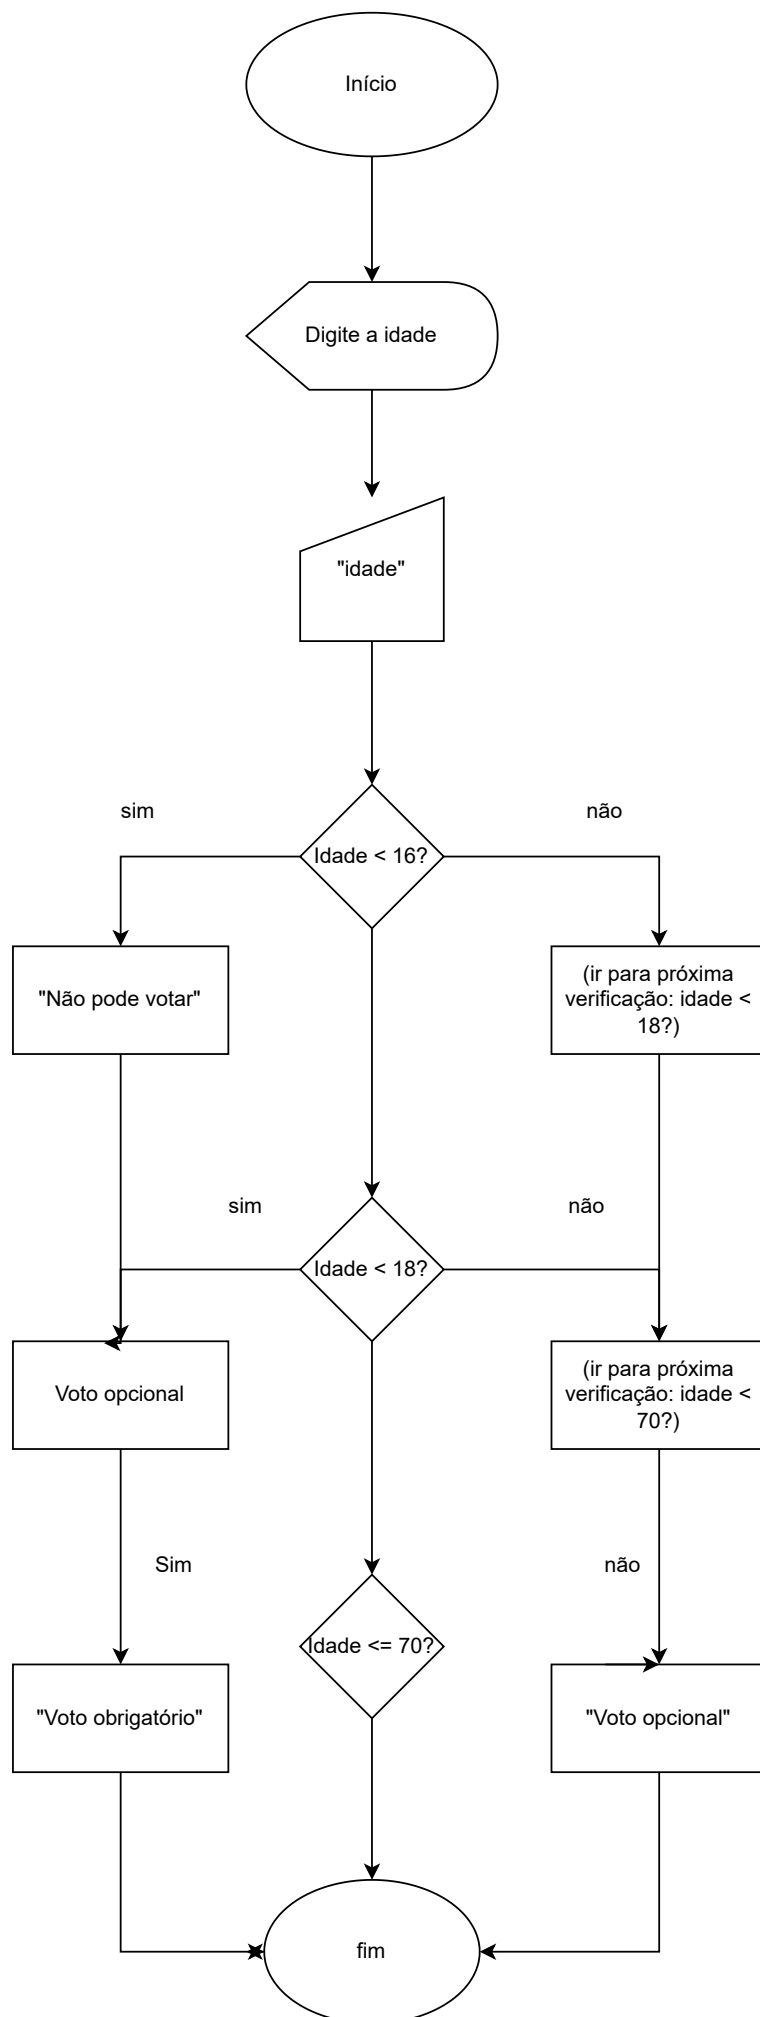 Início
Digite a idade
"idade"
sim
não
Idade < 16?
"Não pode votar"
(ir para próxima
verificação: idade <
18?)
sim
não
Idade < 18?
Voto opcional
(ir para próxima
verificação: idade <
70?)
Sim
não
Idade <= 70?
"Voto obrigatório"
"Voto opcional"
fim